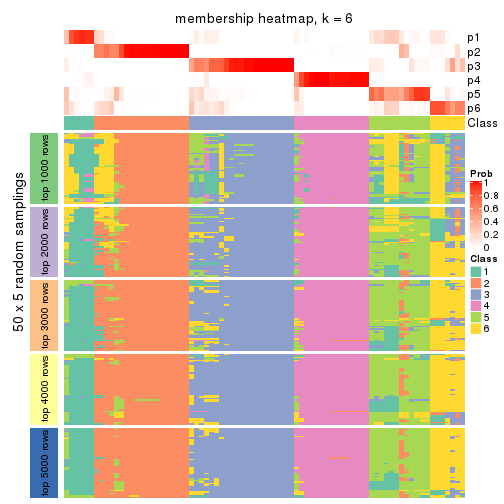 membership heatmap, k = 6
p1
p2
p3
p4
p5
p6
Class
50 x 5 random samplings
top 1000 rows
top 2000 rows
top 3000 rows
top 4000 rows
top 5000 rows
Prob
1
0.8
0.6
0.4
0.2
0
Class
1
2
3
4
5
6